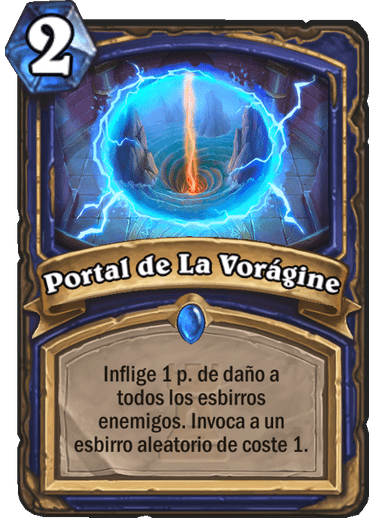 2
Portal de La Vorágine
Inflige 1 p. de daño a
todos los esbirros
enemigos. Invoca a un
esbirro aleatorio de coste 1.